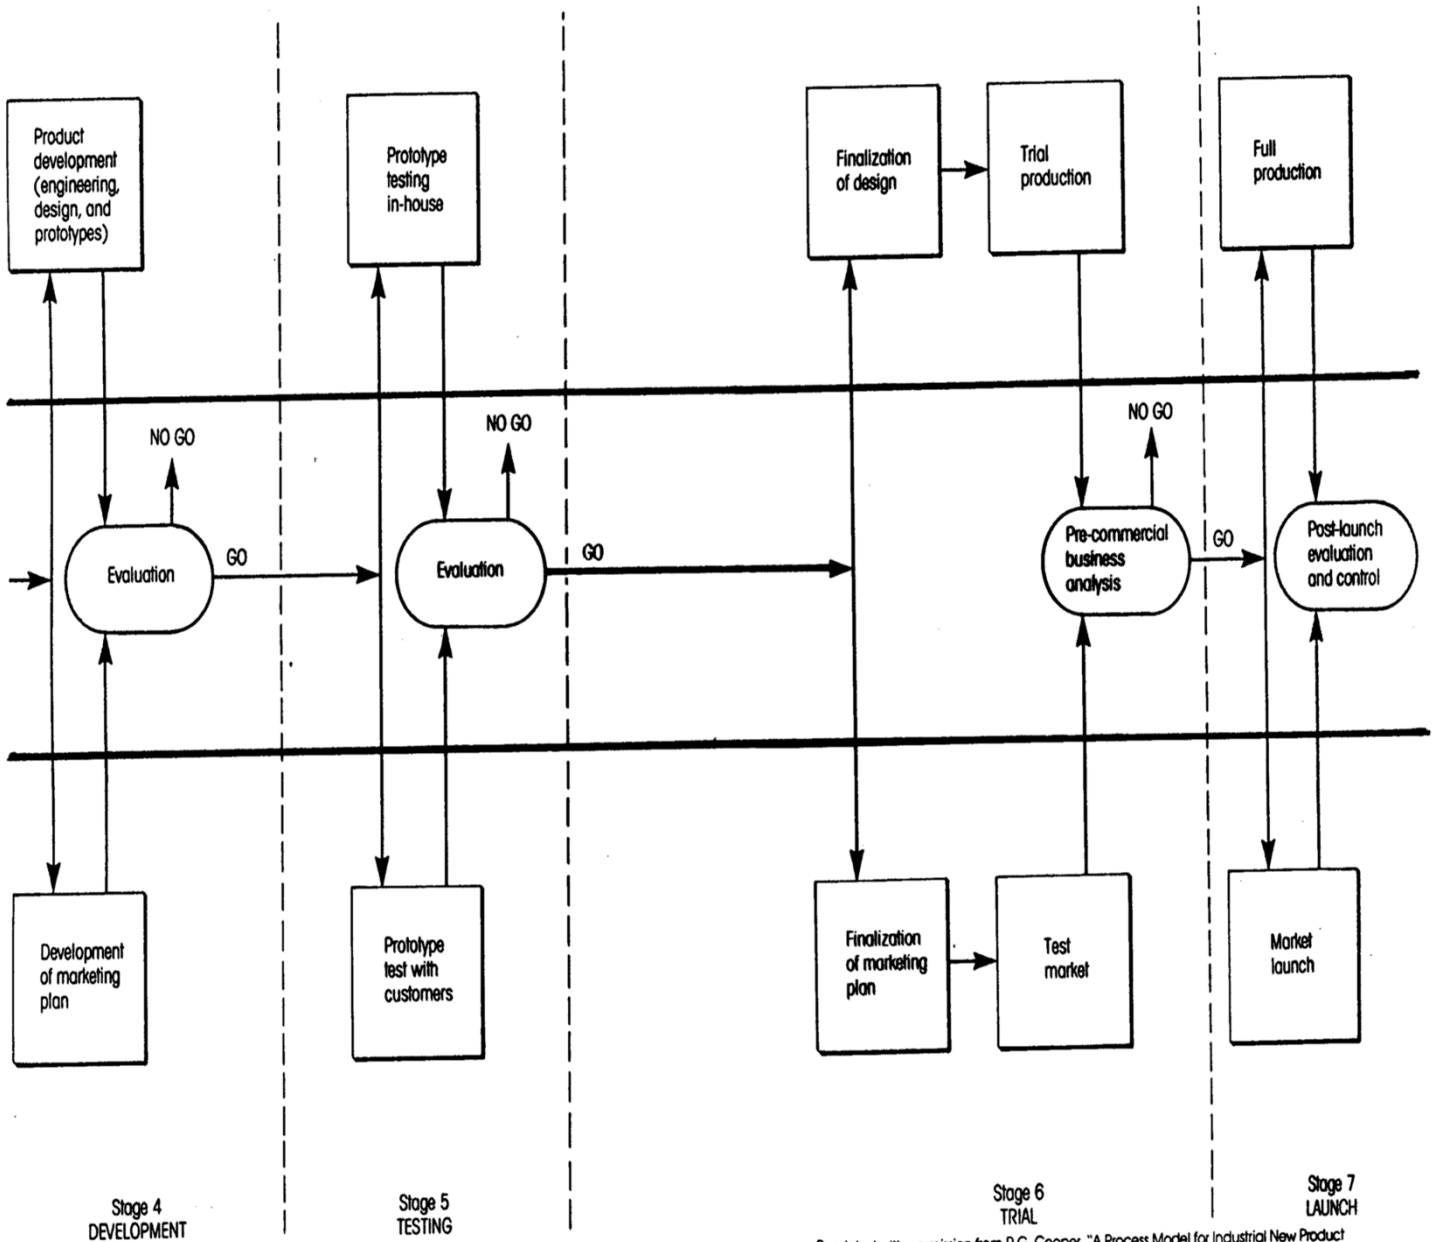 Product
development
(engineering,
design, and
prototypes)
Prototype
testing
in-house
Finalization
of design
Trial
production
Full
production
NO GO
NO GO
NO GO
Evaluation
GO
Evaluation
GO
Pre-commercial
business
analysis
GO
Post-launch
evaluation
and control
Development
of marketing
plan
Prototype
test with
customers
Finalization
of marketing
plan
Test
market
Market
launch
Stage 4
DEVELOPMENT
Stage 5
TESTING
Stage 6
TRIAL
Stage 7
LAUNCH
permission from R.G. Cooper, "A Process Model for Industrial New Product